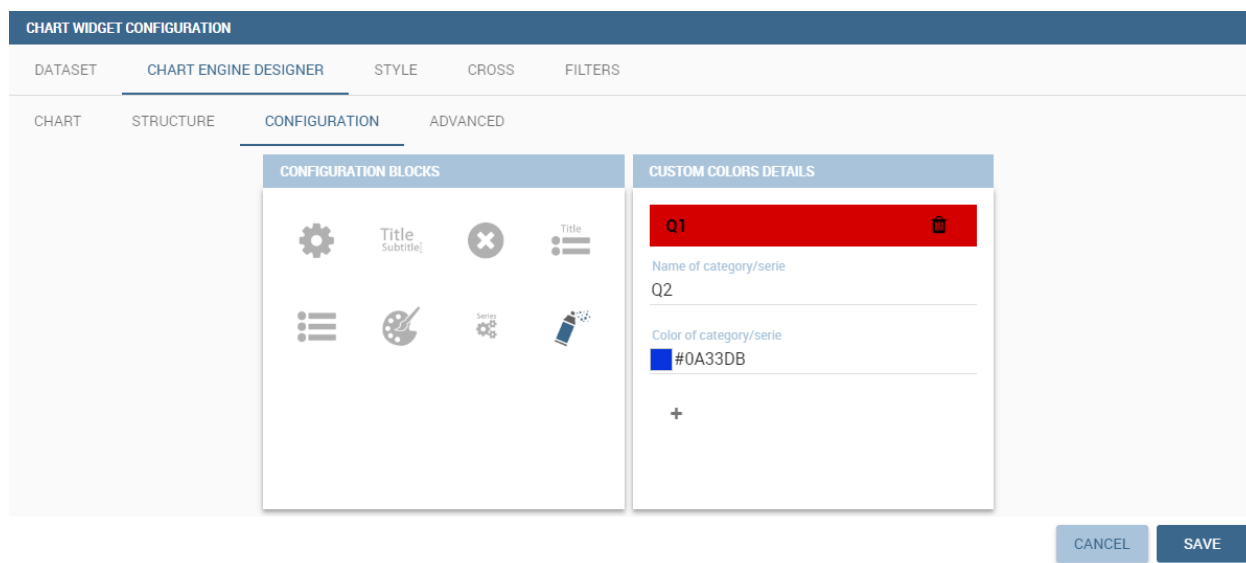 CHART WIDGET CONFIGURATION
DATASET CHART ENGINE DESIGNER STYLE CROSS FILTERS
CHART STRUCTURE CONFIGURATION ADVANCED
CONFIGURATION BLOCKS
Title
Subtitle
Title
Series
CUSTOM COLORS DETAILS
Q1
Name of category/serie
Q2
Color of category/serie
#0A33DB
+
CANCEL SAVE